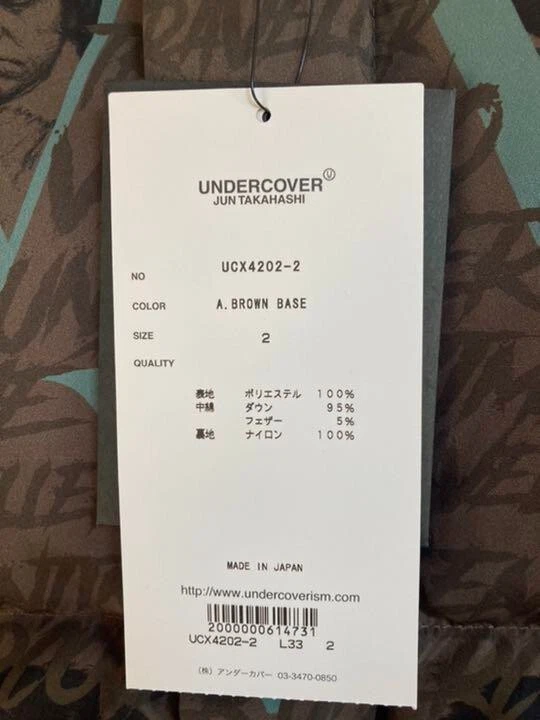 TRAVELER
UNDERCOVER Ⓤ
JUN TAKAHASHI
NO UCX4202-2
COLOR A.BROWN BASE
SIZE 2
QUALITY
表地 ポリエステル 100%
中綿 ダウン 95%
フェザー 5%
裏地 ナイロン 100%
MADE IN JAPAN
http://www.undercoverism.com
2000000614731
UCX4202-2 L33 2
(株) アンダーカバー 03-3470-0850